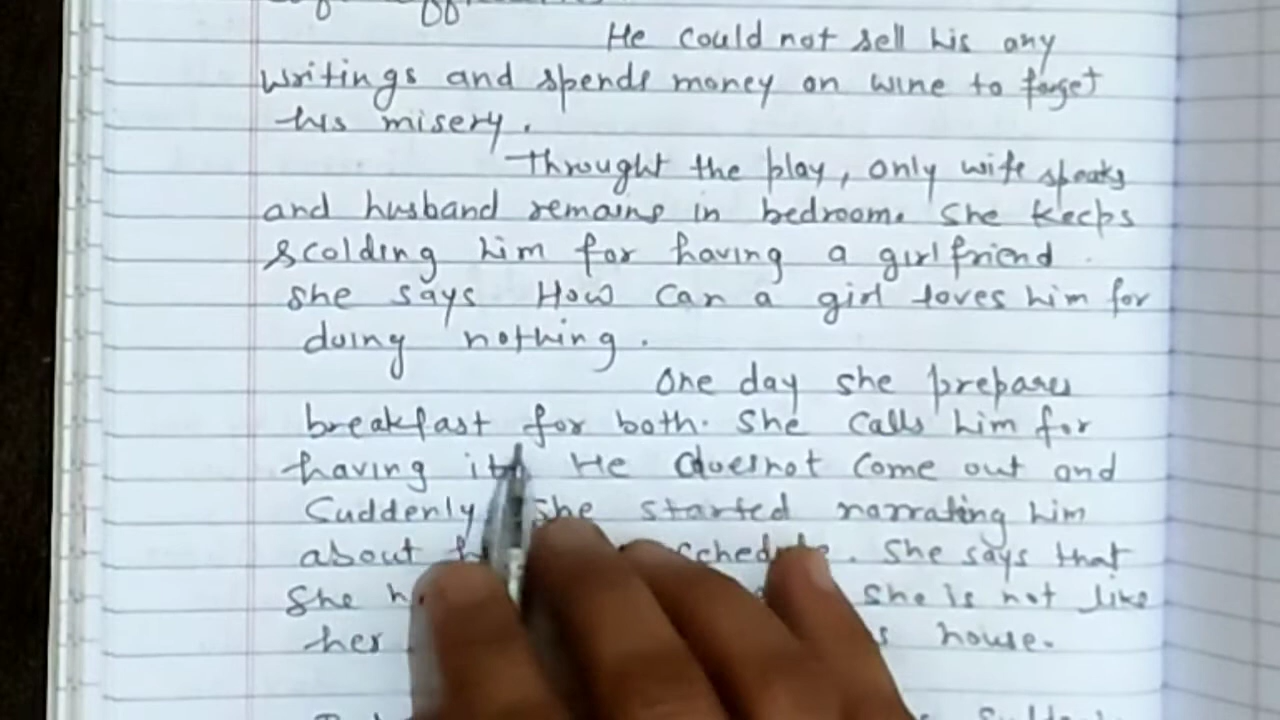 He could not sell his any
writings and spends money on wine to forget
his misery.
Throught the play, only wife speaks
and husband remains in bedroom. She keeps
scolding him for having a girlfriend.
She says How can a girl loves him for
doing nothing.
One day she prepares
breakfast for both. She calls him for
having it. He doesnot come out and
Suddenly she started narrating him
about schedule. She says that
She she is not like
her house.